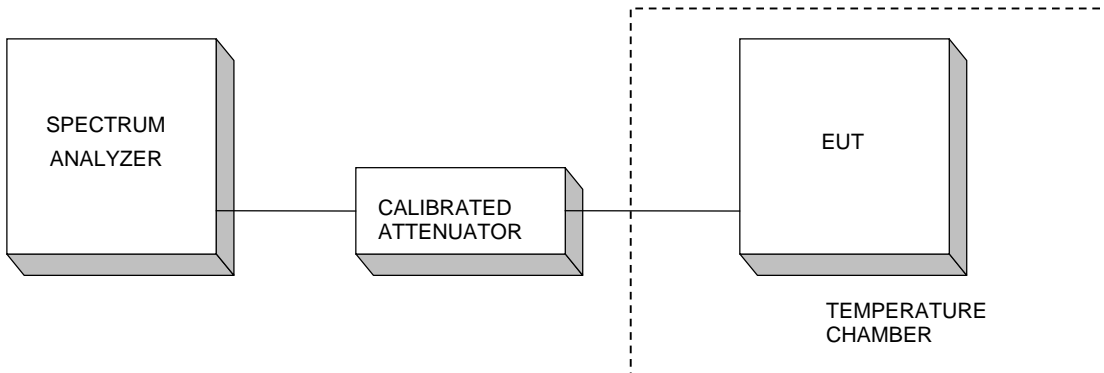 SPECTRUM
ANALYZER
CALIBRATED
ATTENUATOR
EUT
TEMPERATURE
CHAMBER